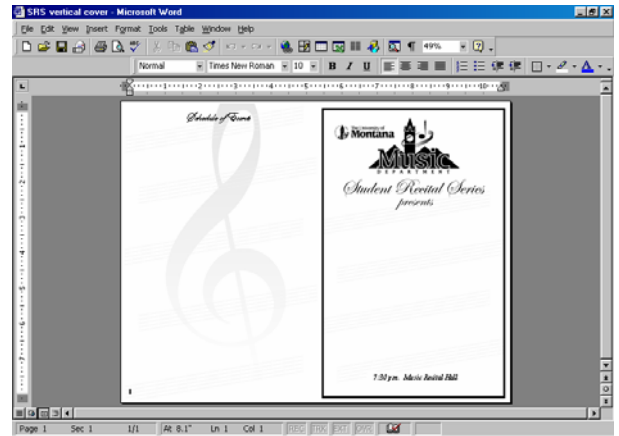 SRS vertical cover - Microsoft Word
File Edit View Insert Format Tools Table Window Help
49%
Normal Times New Roman 10 B I U
Schedule of Events
The University of
Montana
Music
DEPARTMENT
Student Recital Series
presents
7:30 pm. Music Recital Hall
Page 1 Sec 1 1/1 At 8.1" Ln 1 Col 1 REC TRK EXT OVR